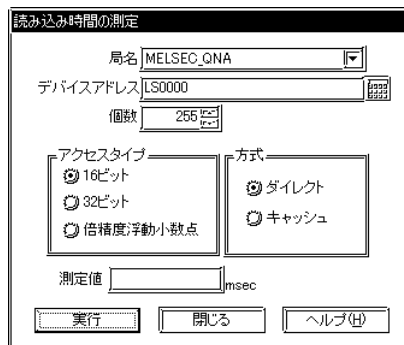 読み込み時間の測定
局名 MELSEC_QNA
デバイスアドレス LS0000
個数 255
アクセスタイプ 方式
16ビット
32ビット
倍精度浮動小数点
ダイレクト
キャッシュ
測定値 msec
実行 閉じる ヘルプ(H)